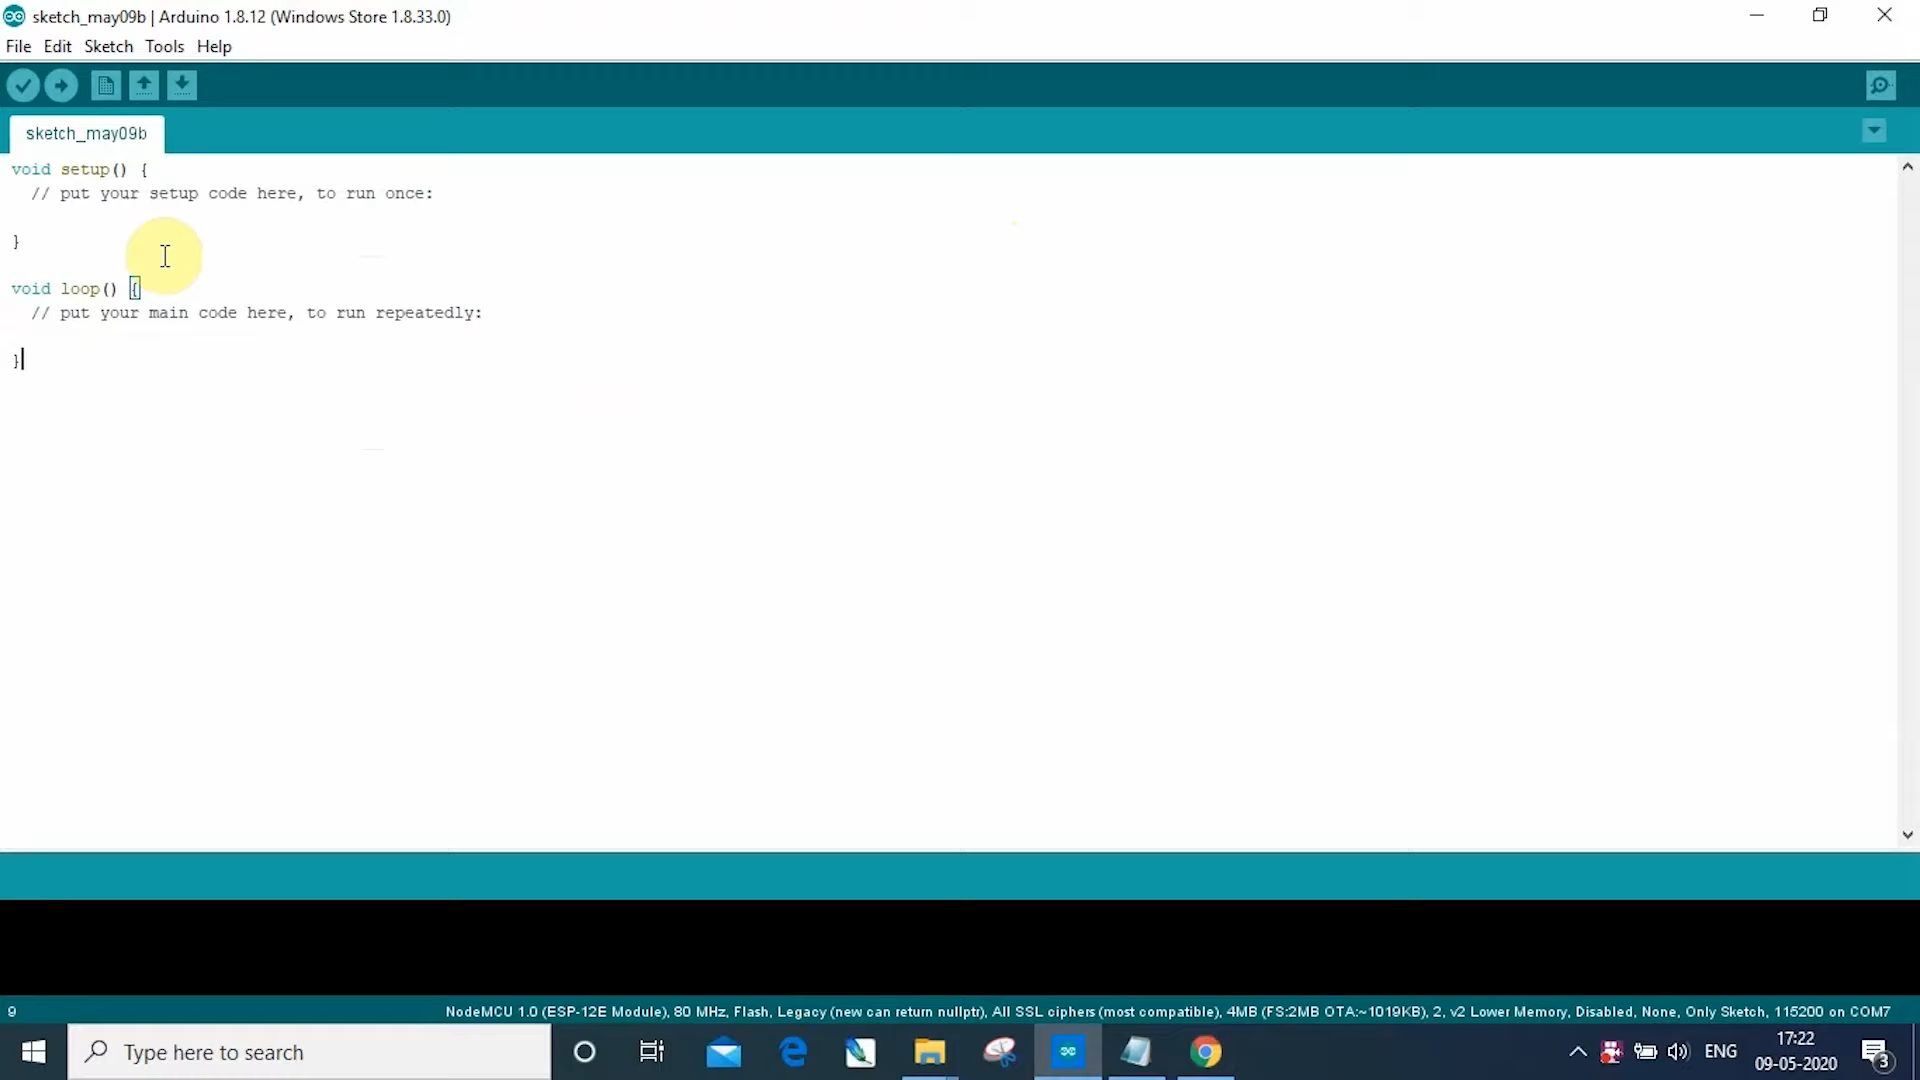 sketch_may09b | Arduino 1.8.12 (Windows Store 1.8.33.0)
File Edit Sketch Tools Help
sketch_may09b
void setup() {
// put your setup code here, to run once:
}
void loop() {
// put your main code here, to run repeatedly:
}
9
NodeMCU 1.0 (ESP-12E Module), 80 MHz, Flash, Legacy (new can return nullptr), All SSL ciphers (most compatible), 4MB (FS:2MB OTA:~1019KB), 2, v2 Lower Memory, Disabled, None, Only Sketch, 115200 on COM7
Type here to search
ENG
17:22
09-05-2020
3